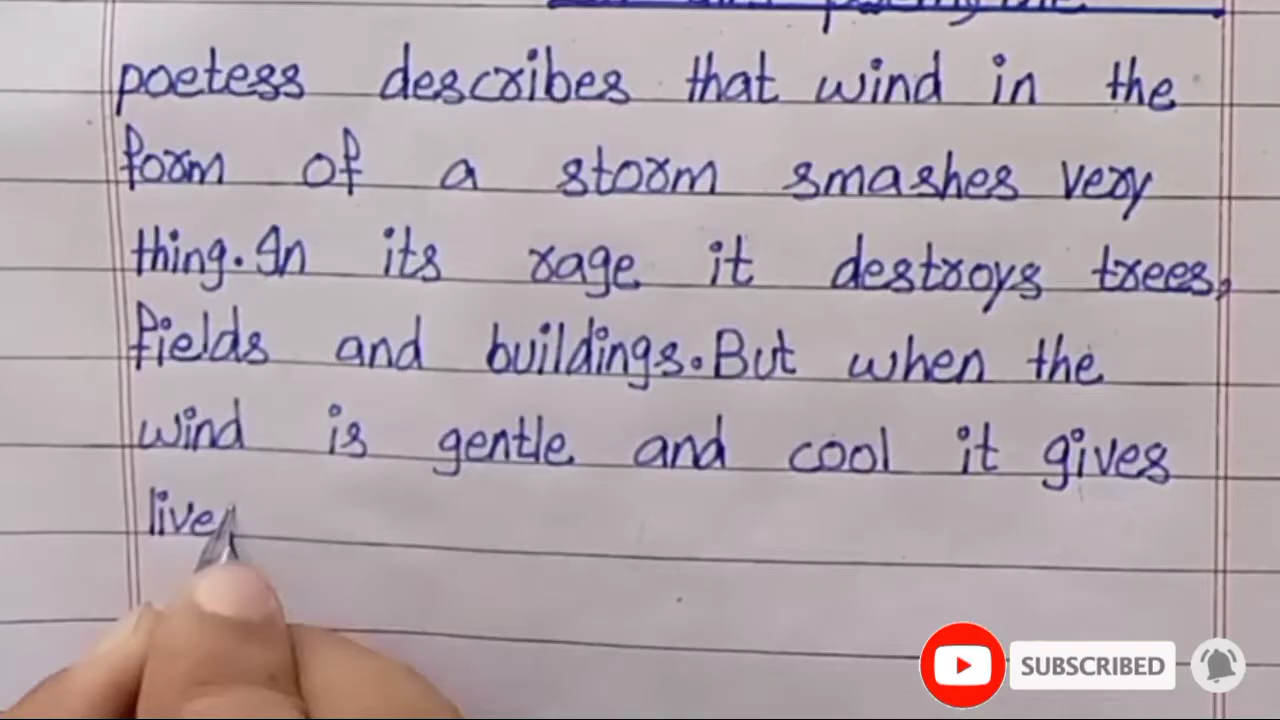 poetess describes that wind in the
form of a storm smashes very
thing. In its rage it destroys trees,
fields and buildings. But when the
wind is gentle and cool it gives
live
SUBSCRIBED